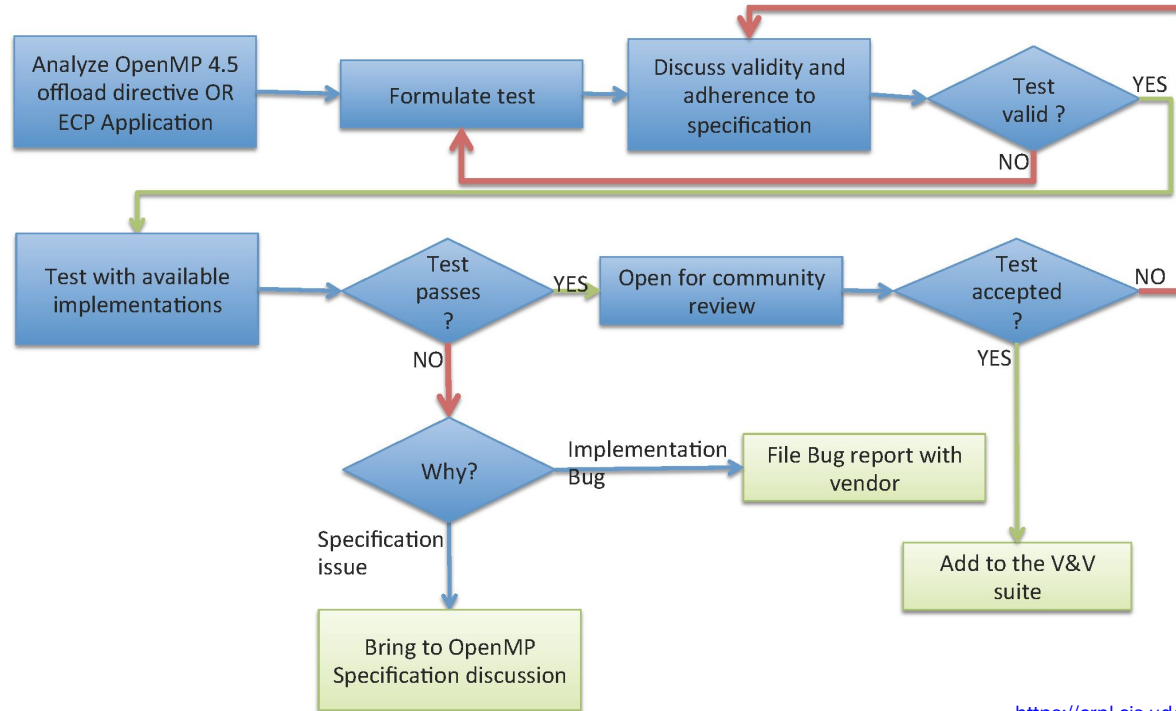 Analyze OpenMP 4.5
offload directive OR
ECP Application
Formulate test
Discuss validity and
adherence to
specification
Test
valid ?
YES
NO
Test with available
implementations
Test
passes
?
YES
NO
Open for community
review
Test
accepted
?
NO
YES
Why?
Implementation
Bug
File Bug report with
vendor
Specification
issue
Add to the V&V
suite
Bring to OpenMP
Specification discussion